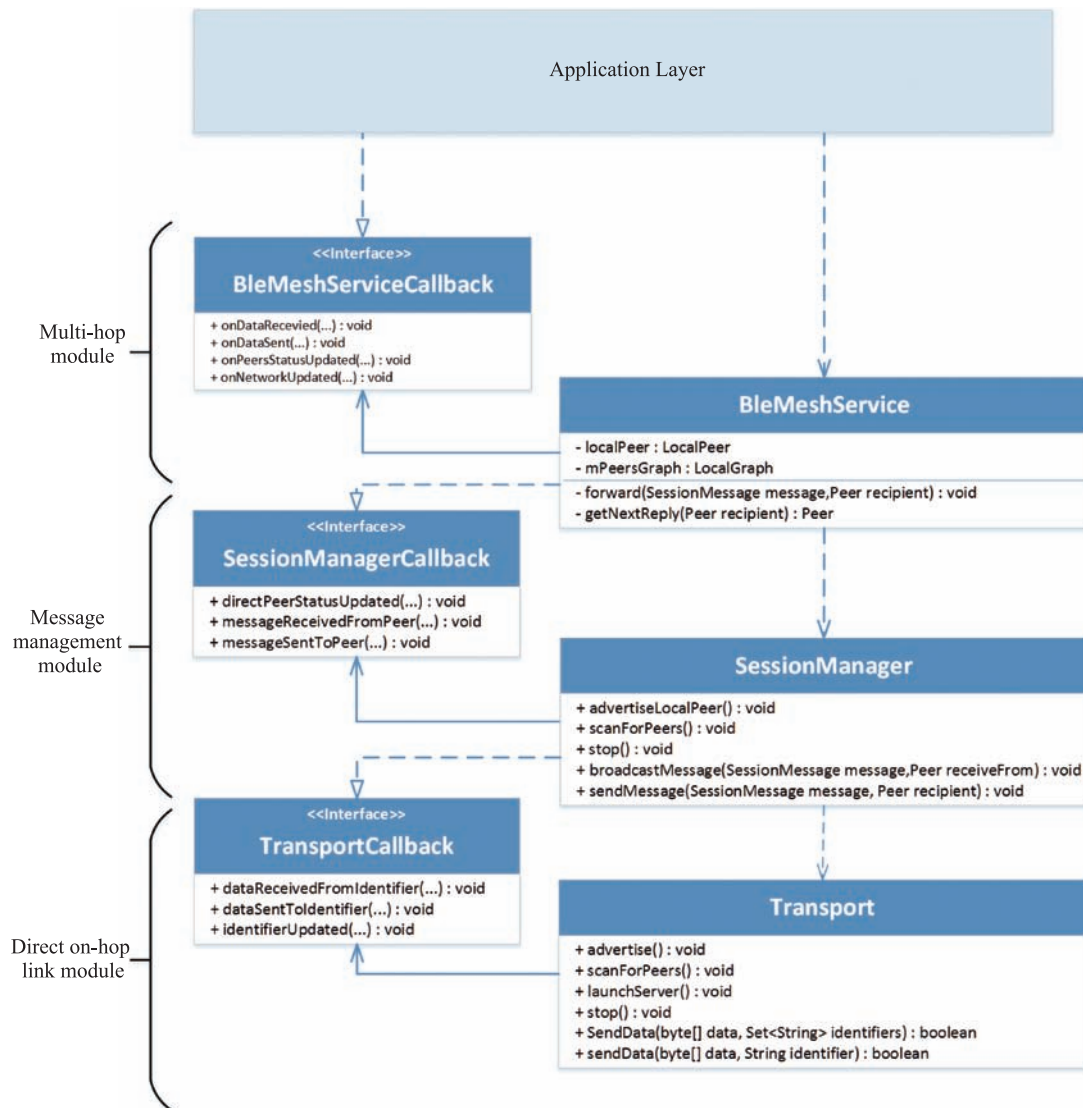 Application Layer
Multi-hop
module
<<Interface>>
BleMeshServiceCallback
+ onDataRecevied(...) : void
+ onDataSent(...) : void
+ onPeersStatusUpdated(...) : void
+ onNetworkUpdated(...) : void
BleMeshService
- localPeer : LocalPeer
- mPeersGraph : LocalGraph
- forward(SessionMessage message,Peer recipient) : void
- getNextReply(Peer recipient) : Peer
Message
management
module
<<Interface>>
SessionManagerCallback
+ directPeerStatusUpdated(...) : void
+ messageReceivedFromPeer(...) : void
+ messageSentToPeer(...) : void
SessionManager
+ advertiseLocalPeer() : void
+ scanForPeers() : void
+ stop() : void
+ broadcastMessage(SessionMessage message,Peer receiveFrom) : void
+ sendMessage(SessionMessage message, Peer recipient) : void
Direct on-hop
link module
<<Interface>>
TransportCallback
+ dataReceivedFromIdentifier(...) : void
+ dataSentToIdentifier(...) : void
+ identifierUpdated(...) : void
Transport
+ advertise() : void
+ scanForPeers() : void
+ launchServer() : void
+ stop() : void
+ SendData(byte[] data, Set<String> identifiers) : boolean
+ sendData(byte[] data, String identifier) : boolean